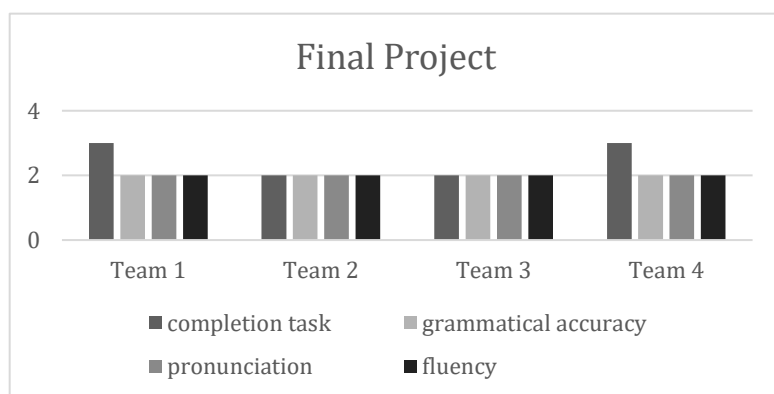 Final Project
4
2
0
Team 1 Team 2 Team 3 Team 4
completion task grammatical accuracy
pronunciation fluency